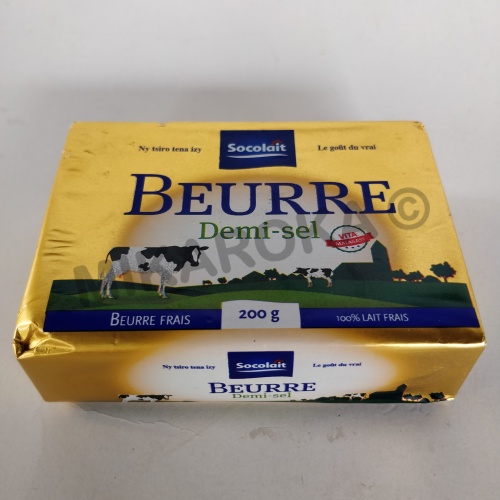 Ny tsiro tena izy
Socolait
Le goût du vrai
BEURRE
Demi-sel
VITA
MIRAROKA ©
BEURRE FRAIS
200 g
100% LAIT FRAIS
Ny tsiro tena izy
Socolait
Le goût du vrai
BEURRE
Demi-sel